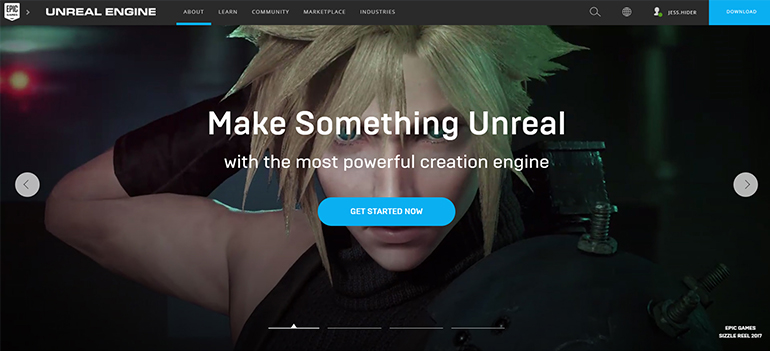 EPIC GAMES
UNREAL ENGINE
ABOUT
LEARN
COMMUNITY
MARKETPLACE
INDUSTRIES
JESS.HIDER
DOWNLOAD
Make Something Unreal
with the most powerful creation engine
GET STARTED NOW
EPIC GAMES
SIZZLE REEL 2017